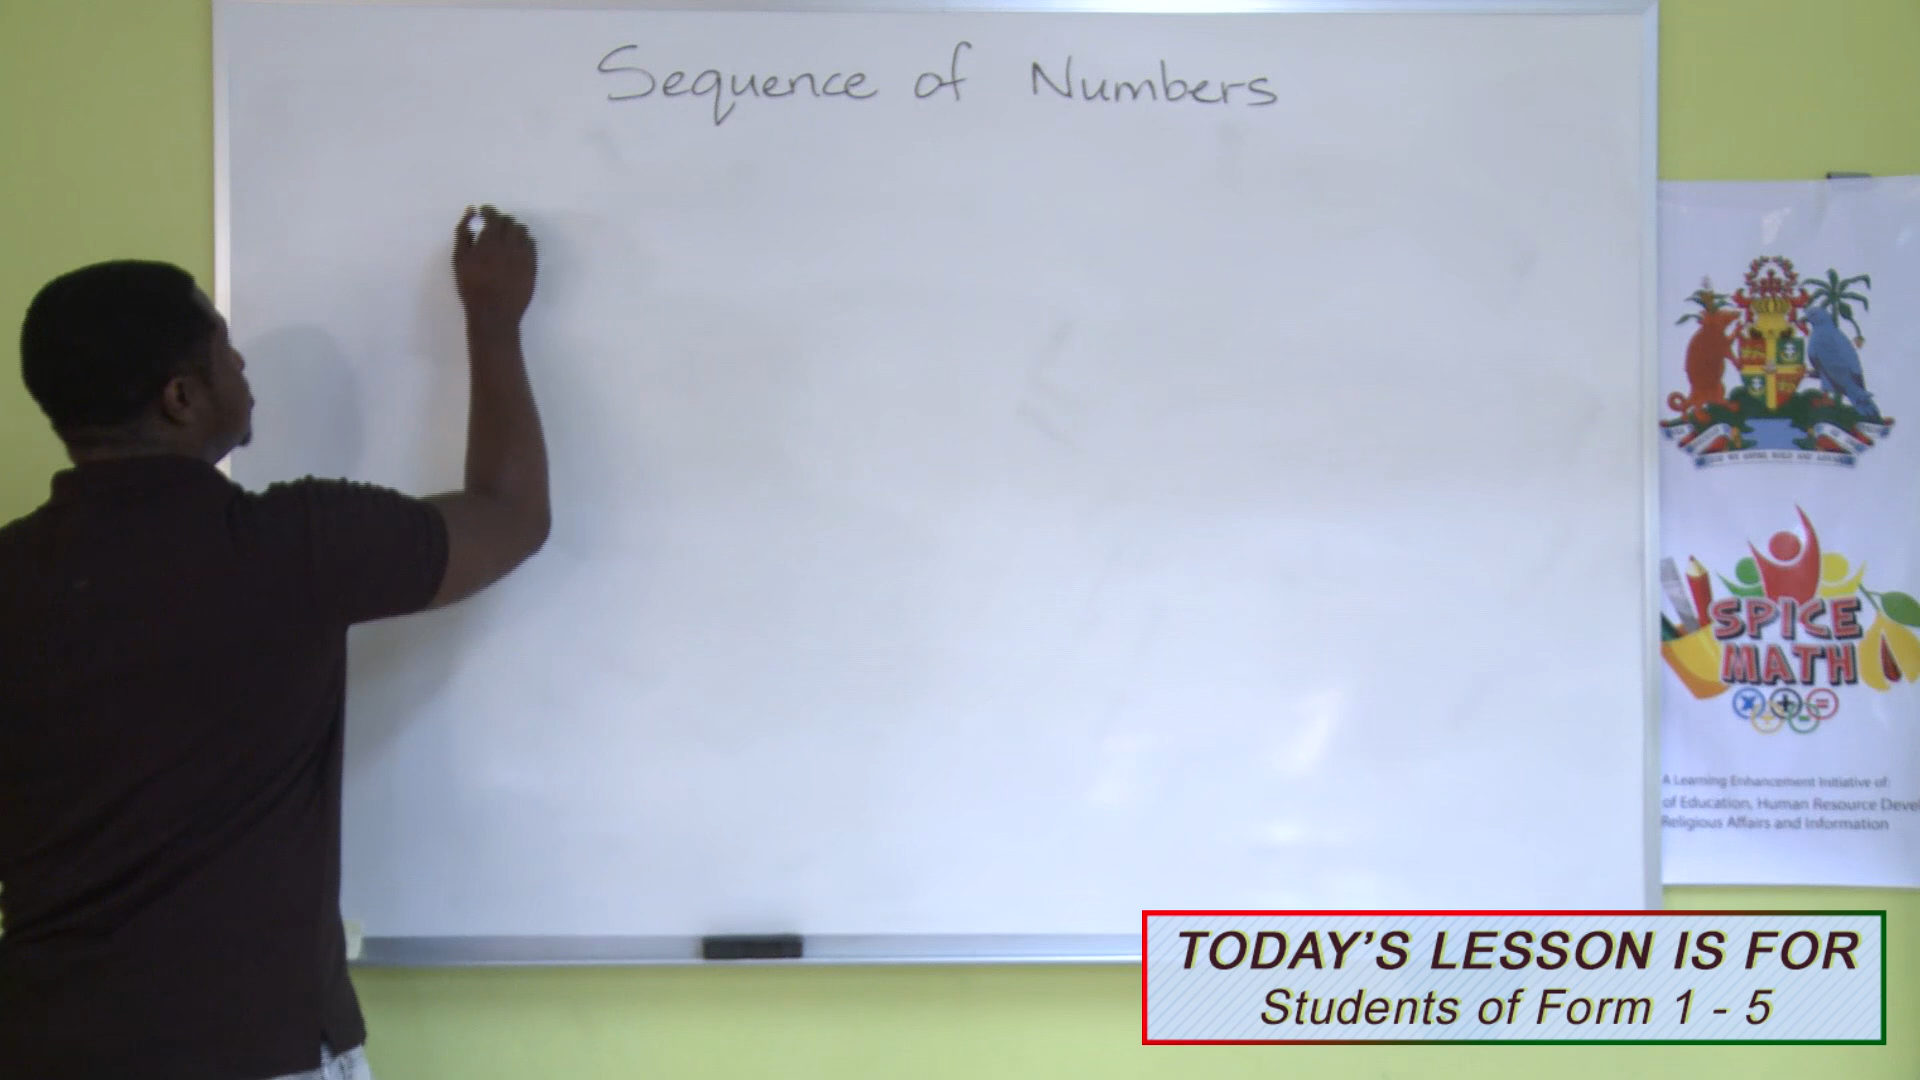 Sequence of Numbers
SPICE
MATH
A Learning Enhancement Initiative of:
of Education, Human Resource Devel
Religious Affairs and Information
TODAY'S LESSON IS FOR
Students of Form 1 - 5